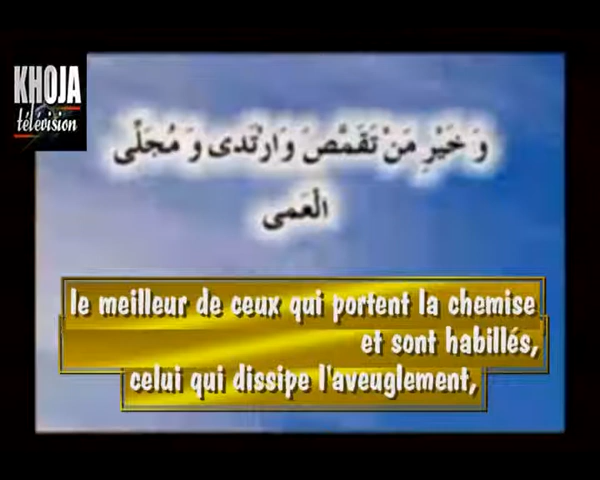 KHOJA
télévision
وَ خَيْرِ مَنْ تَقَمَّصَ وَارْتَدى وَ مُجَلِّى
الْعَمى
le meilleur de ceux qui portent la chemise
et sont habillés,
celui qui dissipe l'aveuglement,